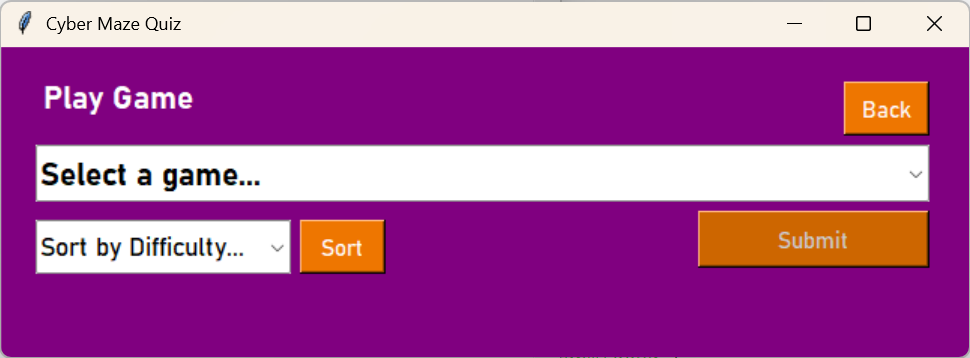 Cyber Maze Quiz
Play Game
Back
Select a game...
Sort by Difficulty...
Sort
Submit